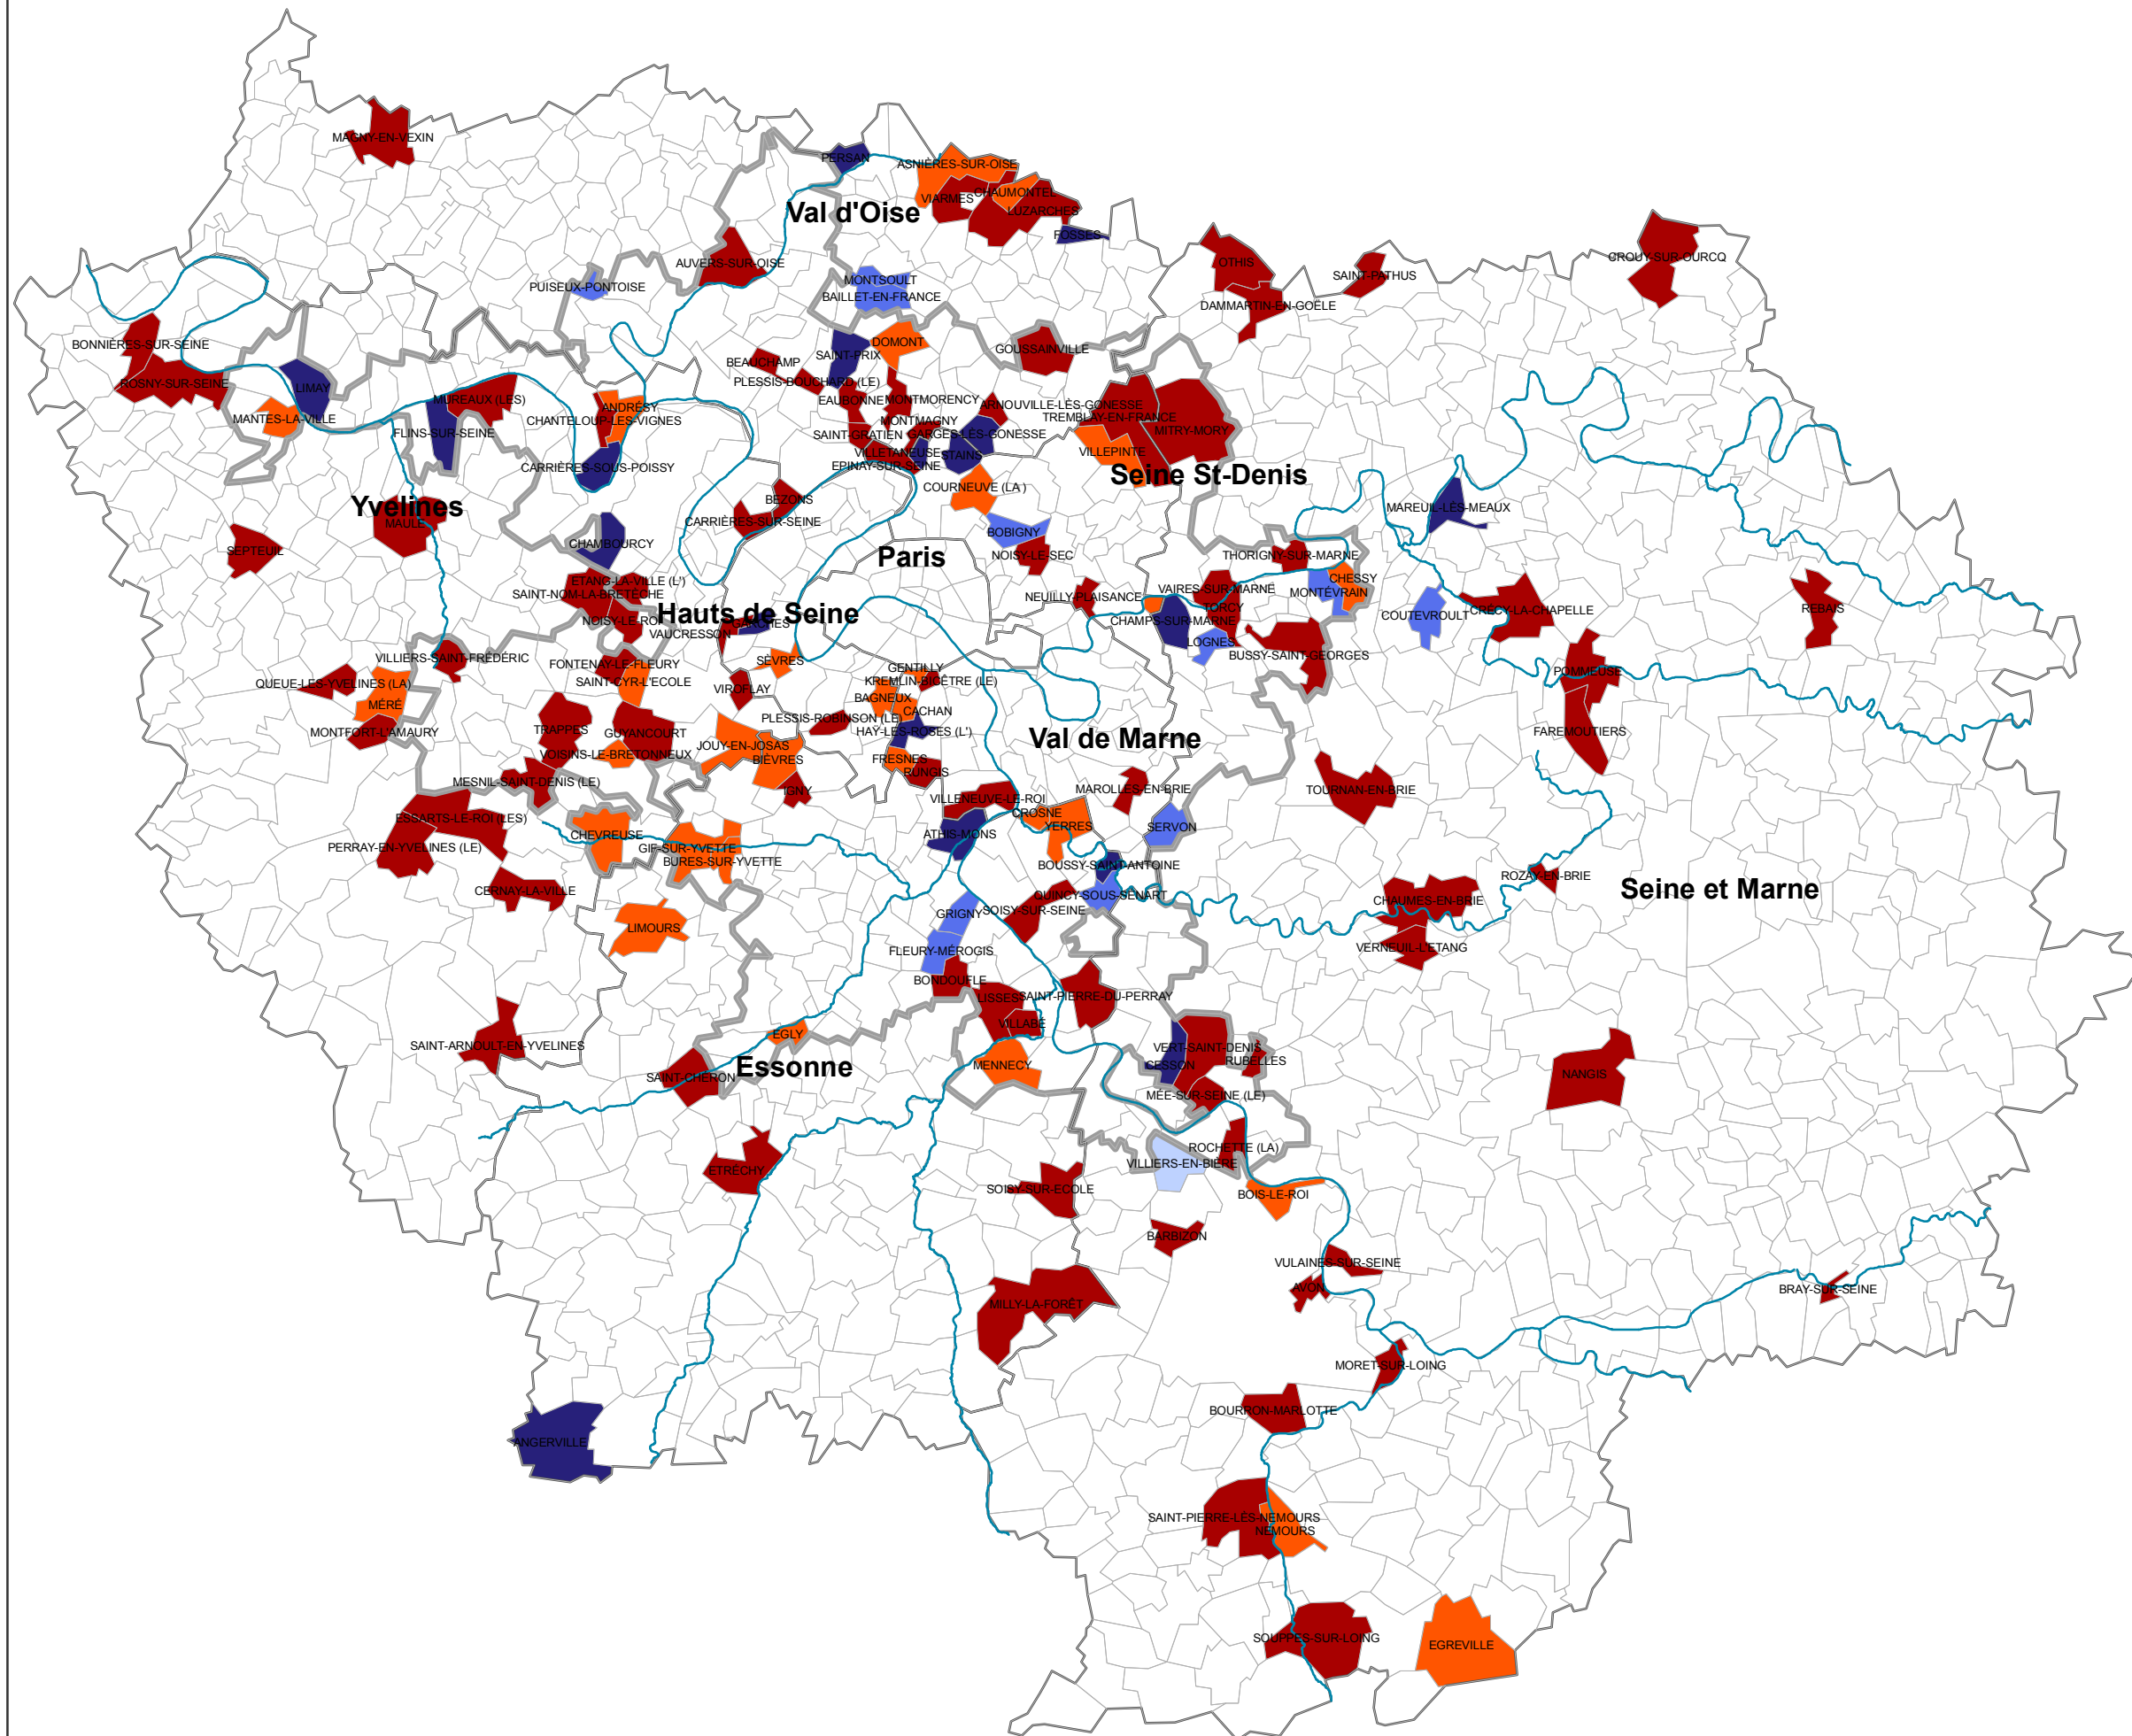 MAGNY-EN-VEXIN
PERSAN
ASNIÈRES-SUR-OISE
VIARMES
CHAUMONTEL
LUZARCHES
Val d'Oise
FOSSES
AUVERS-SUR-OISE
PUISEUX-PONTOISE
MONTSOULT
BAILLET-EN-FRANCE
OTHIS
SAINT-PATHUS
CROUY-SUR-OURCQ
DAMMARTIN-EN-GOËLE
BONNIÈRES-SUR-SEINE
ROSNY-SUR-SEINE
LIMAY
MANTES-LA-VILLE
MUREAUX (LES)
FLINS-SUR-SEINE
ANDRÉSY
CHANTELOUP-LES-VIGNES
CARRIÈRES-SOUS-POISSY
BEAUCHAMP
SAINT-PRIX
DOMONT
GOUSSAINVILLE
PLESSIS-BOUCHARD (LE)
EAUBONNE
MONTMORENCY
ARNOUVILLE-LÈS-GONESSE
MONTMAGNY
TREMBLAY-EN-FRANCE
MITRY-MORY
SAINT-GRATIEN
GARGES-LÈS-GONESSE
VILLETANEUSE
STAINS
VILLEPINTE
EPINAY-SUR-SEINE
Seine St-Denis
COURNEUVE (LA )
MAREUIL-LÈS-MEAUX
Yvelines
MAULE
BEZONS
CARRIÈRES-SUR-SEINE
BOBIGNY
NOISY-LE-SEC
SEPTEUIL
CHAMBOURCY
Paris
THORIGNY-SUR-MARNE
CHESSY
MONTÉVRAIN
ETANG-LA-VILLE (L')
SAINT-NOM-LA-BRETÈCHE
NEUILLY-PLAISANCE
VAIRES-SUR-MARNE
TORCY
COUTEVROULT
CRÉCY-LA-CHAPELLE
REBAIS
Hauts de Seine
NOISY-LE-ROI
GARCHES
VAUCRESSON
CHAMPS-SUR-MARNE
LOGNES
BUSSY-SAINT-GEORGES
VILLIERS-SAINT-FRÉDÉRIC
FONTENAY-LE-FLEURY
SÈVRES
SAINT-CYR-L'ECOLE
VIROFLAY
GENTILLY
KREMLIN-BICÊTRE (LE)
POMMEUSE
QUEUE-LES-YVELINES (LA)
MÉRÉ
BAGNEUX
CACHAN
MONTFORT-L'AMAURY
TRAPPES
GUYANCOURT
PLESSIS-ROBINSON (LE)
HAY-LES-ROSES (L')
FAREMOUTIERS
Val de Marne
VOISINS-LE-BRETONNEUX
JOUY-EN-JOSAS
BIÈVRES
FRESNES
RUNGIS
MESNIL-SAINT-DENIS (LE)
IGNY
MAROLLES-EN-BRIE
TOURNAN-EN-BRIE
VILLENEUVE-LE-ROI
CROSNE
YERRES
SERVON
ESSARTS-LE-ROI (LES)
CHEVREUSE
ATHIS-MONS
PERRAY-EN-YVELINES (LE)
GIF-SUR-YVETTE
BURES-SUR-YVETTE
BOUSSY-SAINT-ANTOINE
ROZAY-EN-BRIE
Seine et Marne
CERNAY-LA-VILLE
QUINCY-SOUS-SÉNART
CHAUMES-EN-BRIE
GRIGNY
SOISY-SUR-SEINE
LIMOURS
FLEURY-MÉROGIS
VERNEUIL-L'ETANG
BONDOUFLE
LISSES
SAINT-PIERRE-DU-PERRAY
VILLABÉ
SAINT-ARNOULT-EN-YVELINES
EGLY
VERT-SAINT-DENIS
CESSON
RUBELLES
Essonne
MENNECY
SAINT-CHÉRON
NANGIS
MÉE-SUR-SEINE (LE)
ROCHETTE (LA)
VILLIERS-EN-BIÈRE
ETRÉCHY
SOISY-SUR-ECOLE
BOIS-LE-ROI
BARBIZON
VULAINES-SUR-SEINE
AVON
BRAY-SUR-SEINE
MILLY-LA-FORÊT
MORET-SUR-LOING
BOURRON-MARLOTTE
ANGERVILLE
SAINT-PIERRE-LÈS-NEMOURS
NEMOURS
SOUPPES-SUR-LOING
EGREVILLE